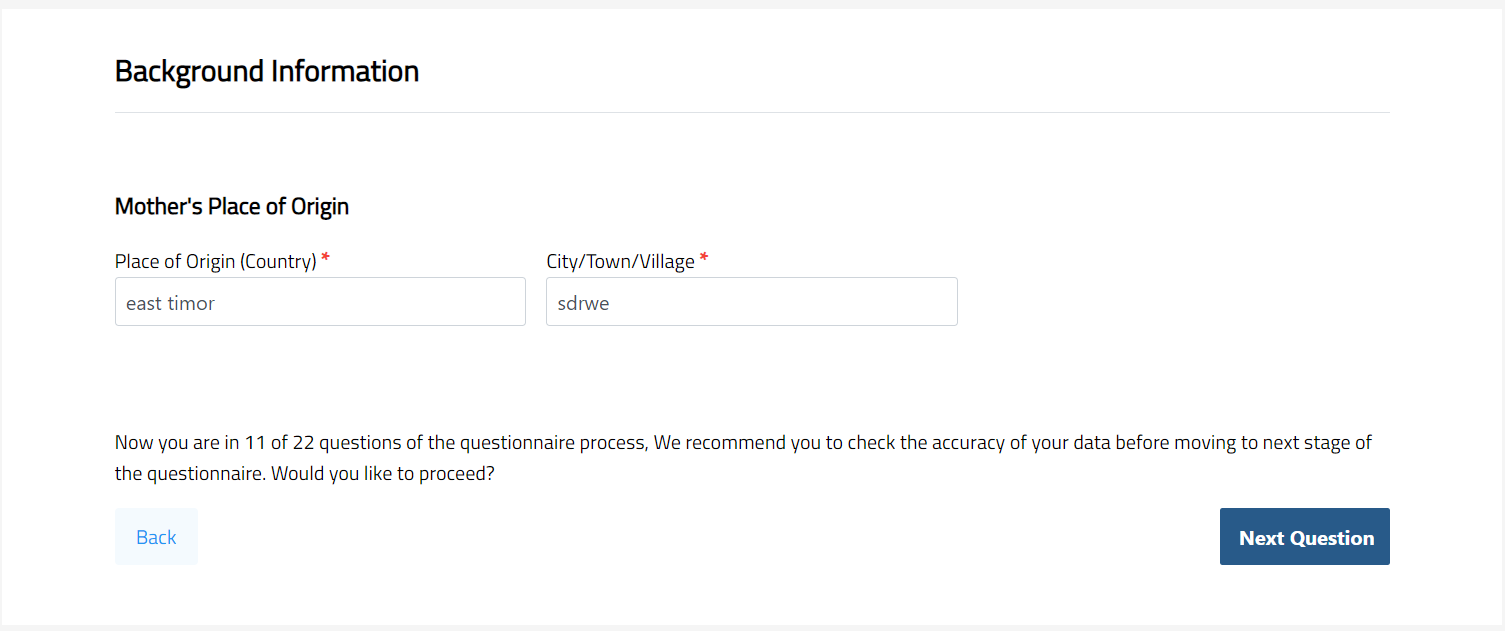 Background Information
Mother's Place of Origin
Place of Origin (Country) *
City/Town/Village *
east timor
sdrwe
Now you are in 11 of 22 questions of the questionnaire process, We recommend you to check the accuracy of your data before moving to next stage of
the questionnaire. Would you like to proceed?
Back
Next Question